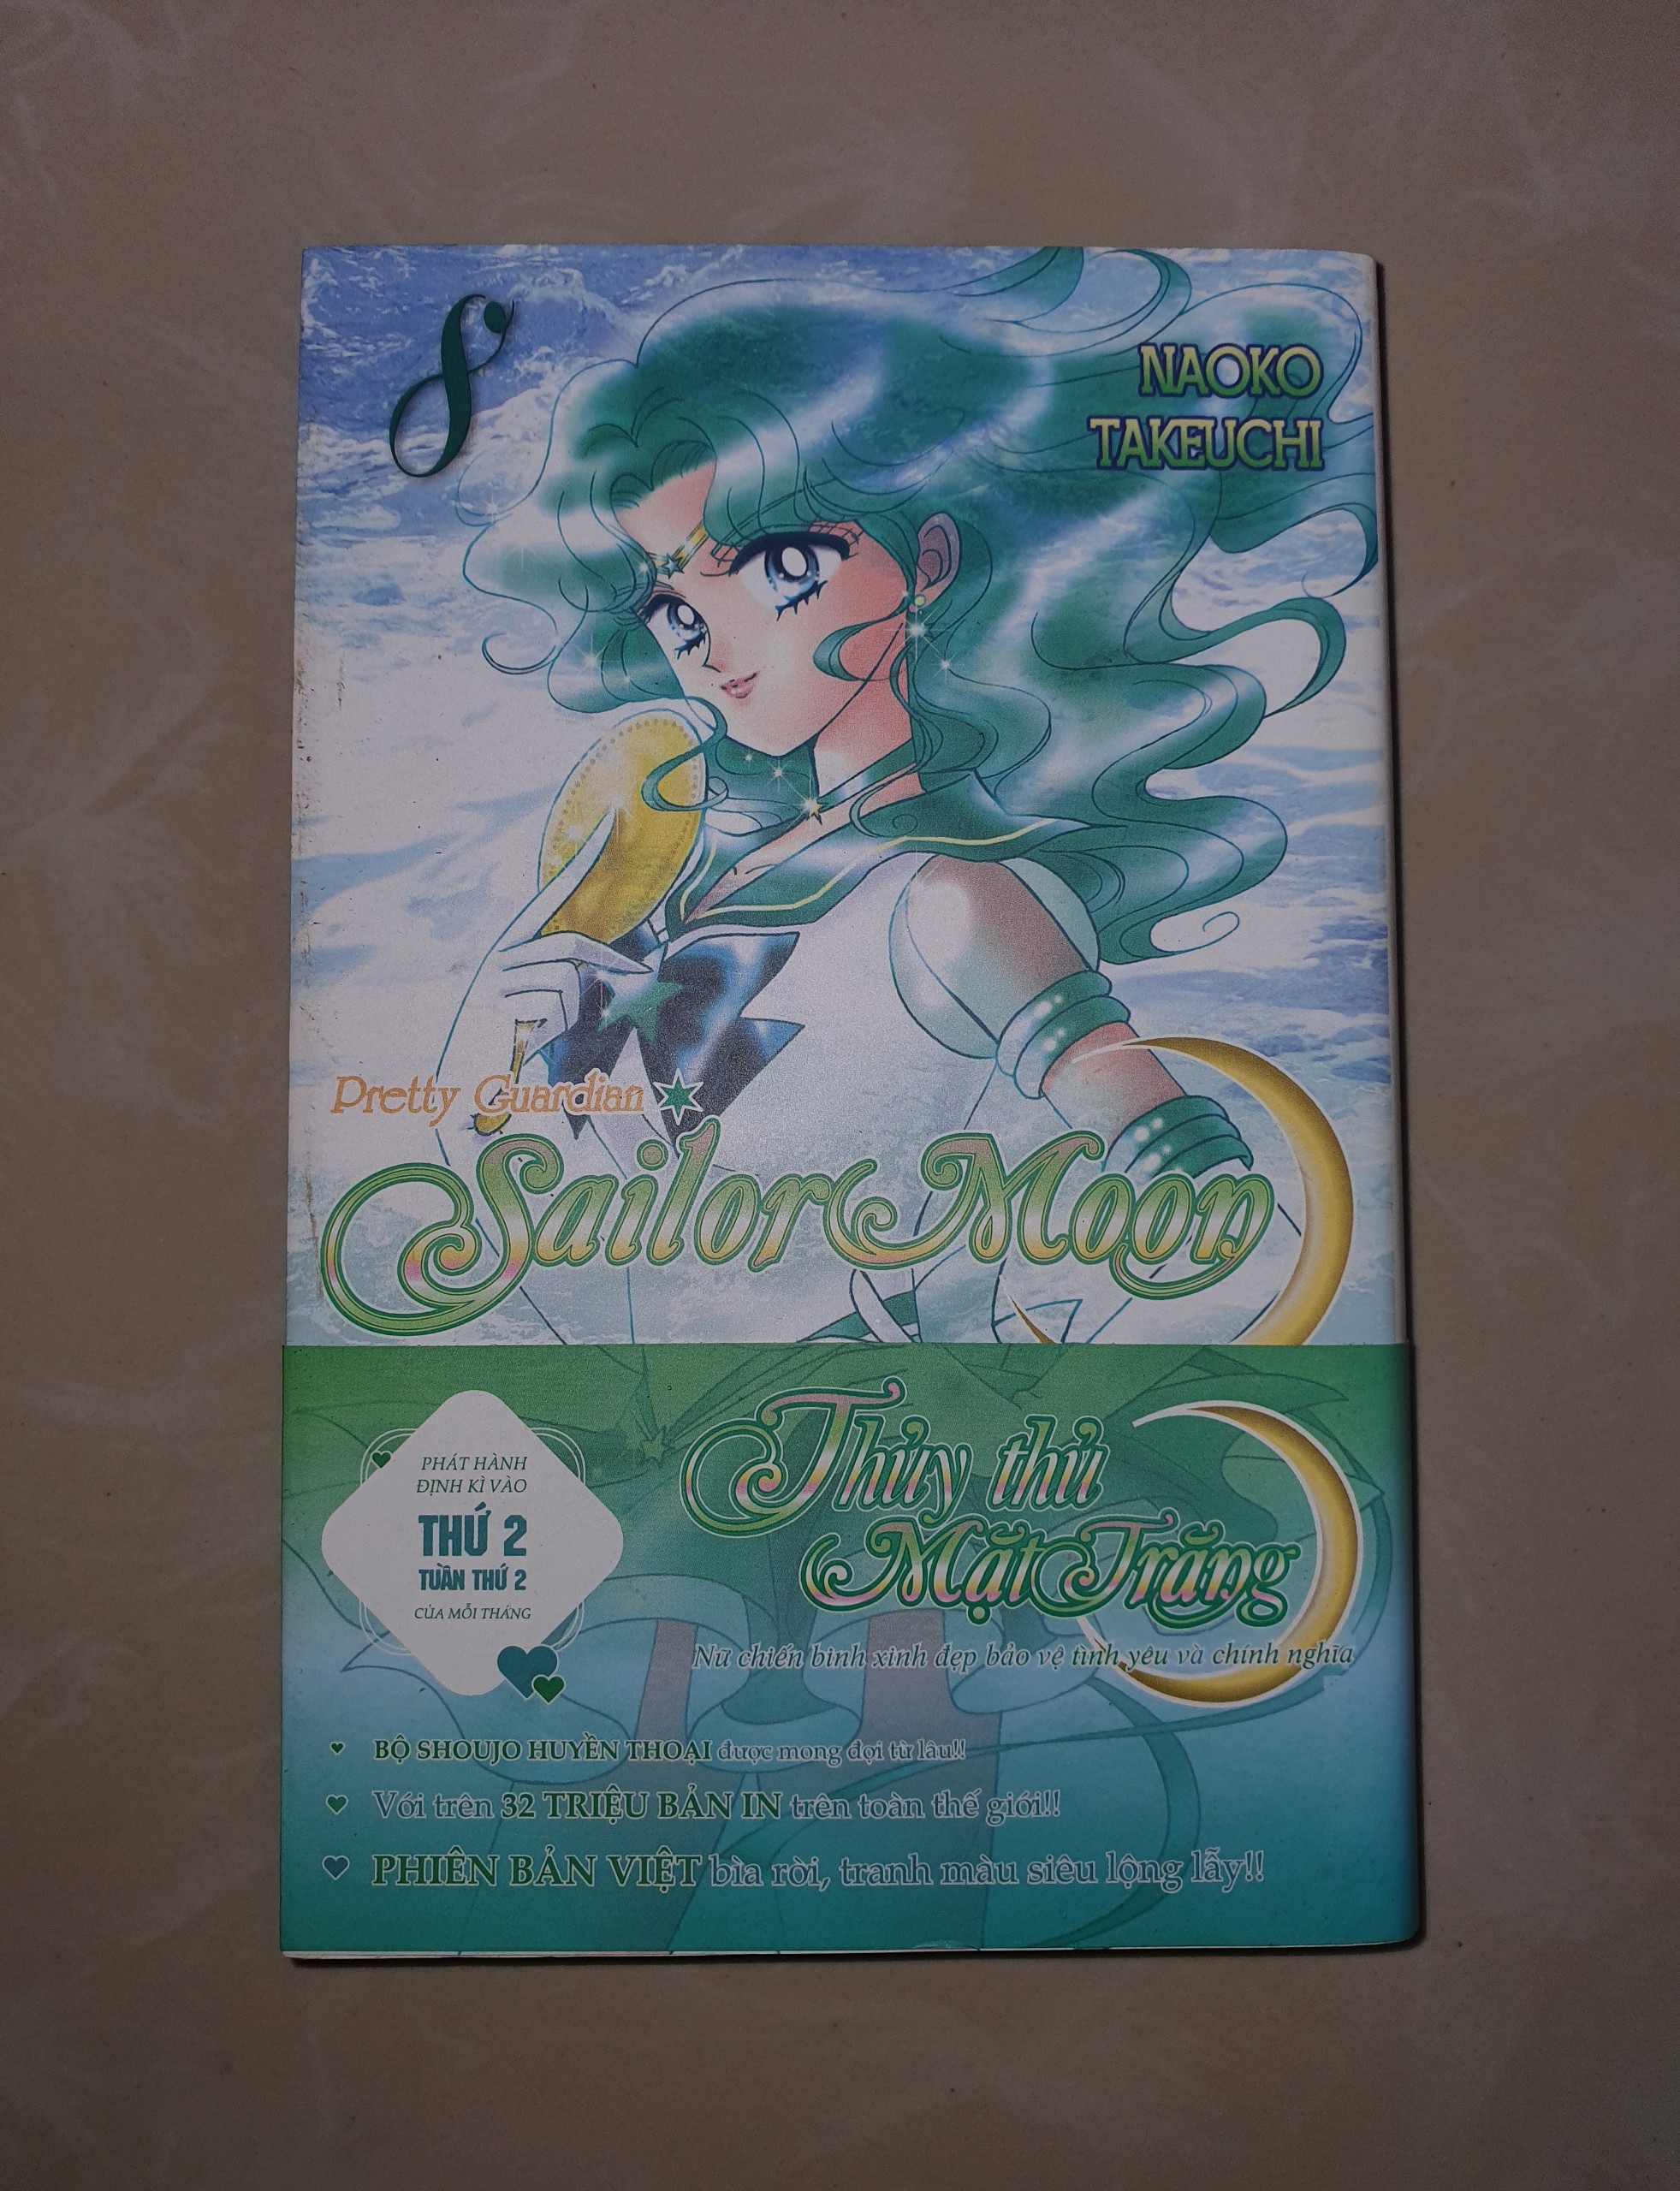 8
NAOKO
TAKEUCHI
Pretty Guardian
Sailor Moon
PHÁT HÀNH
ĐỊNH KÌ VÀO
THỨ 2
TUẦN THỨ 2
CỦA MỖI THÁNG
Thủy thủ
Mặt Trăng
Nữ chiến binh xinh đẹp bảo vệ tình yêu và chính nghĩa
BỘ SHOUJO HUYỀN THOẠI được mong đợi từ lâu!!
Với trên 32 TRIỆU BẢN IN trên toàn thế giới!!
PHIÊN BẢN VIỆT bìa rời, tranh màu siêu lộng lẫy!!